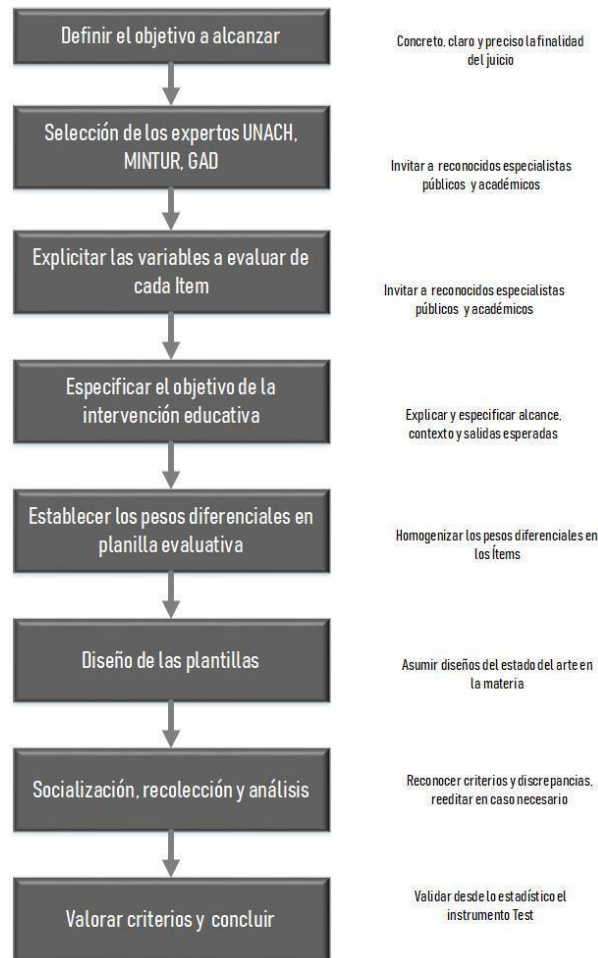 Definir el objetivo a alcanzar
Concreto, claro y preciso la finalidad
del juicio
Selección de los expertos UNACH,
MINTUR, GAD
Invitar a reconocidos especialistas
públicos y académicos
Explicitar las variables a evaluar de
cada Item
Invitar a reconocidos especialistas
públicos y académicos
Especificar el objetivo de la
intervención educativa
Explicar y especificar alcance,
contexto y salidas esperadas
Establecer los pesos diferenciales en
planilla evaluativa
Homogenizar los pesos diferenciales en
los Ítems
Diseño de las plantillas
Asumir diseños del estado del arte en
la materia
Socialización, recolección y análisis
Reconocer criterios y discrepancias,
reeditar en caso necesario
Valorar criterios y concluir
Validar desde lo estadístico el
instrumento Test